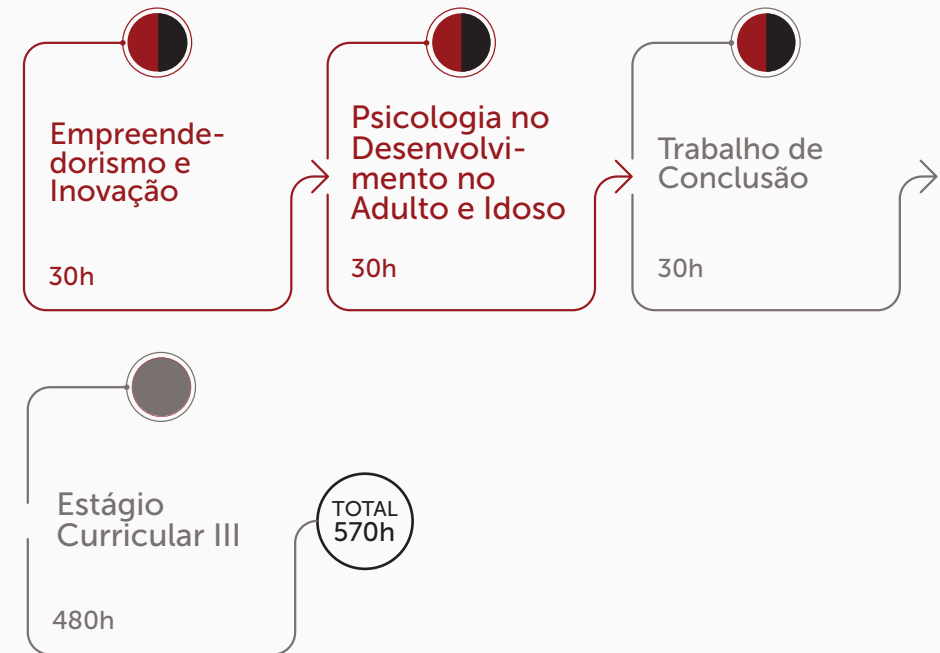 Empreende-
dorismo e
Inovação
30h
Psicologia no
Desenvolvi-
mento no
Adulto e Idoso
30h
Trabalho de
Conclusão
30h
Estágio
Curricular III
480h
TOTAL
570h